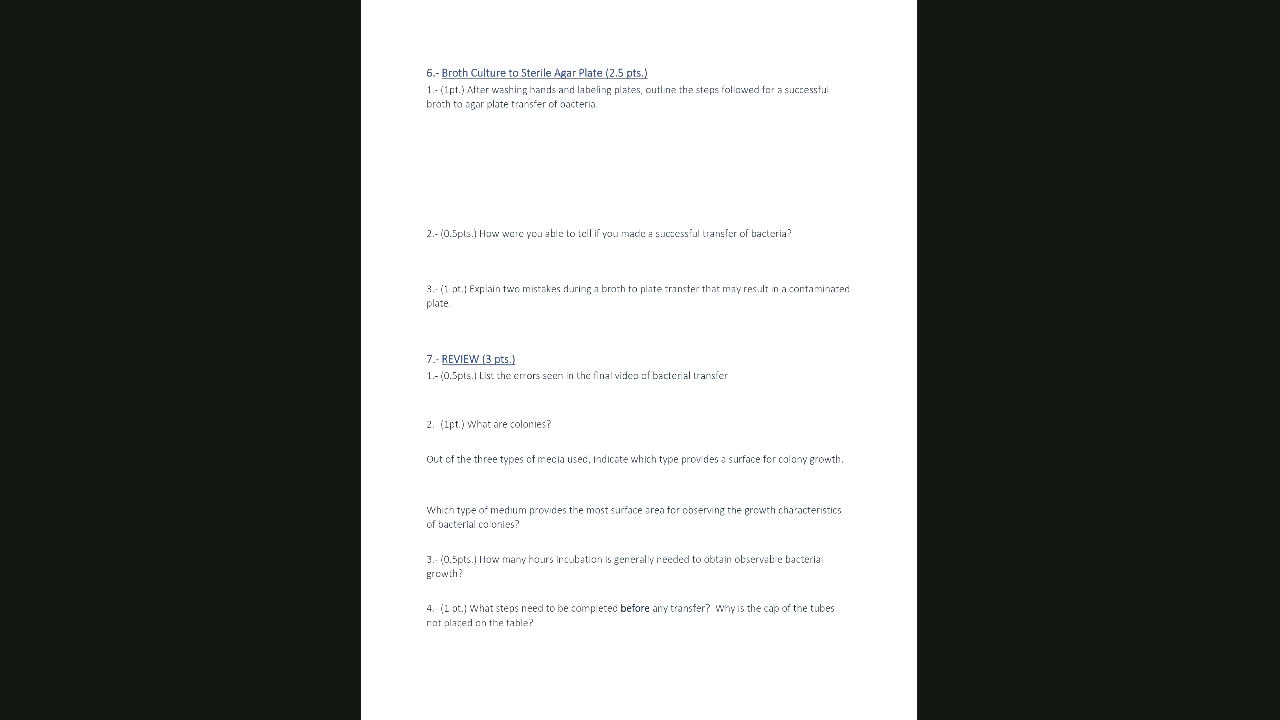 6.- Broth Culture to Sterile Agar Plate (2.5 pts.)
1.- (1pt.) After washing hands and labeling plates, outline the steps followed for a successful
broth to agar plate transfer of bacteria.
2.- (0.5pts.) How were you able to tell if you made a successful transfer of bacteria?
3.- (1 pt.) Explain two mistakes during a broth to plate transfer that may result in a contaminated
plate.
7.- REVIEW (3 pts.)
1.- (0.5pts.) List the errors seen in the final video of bacterial transfer
2.- (1pt.) What are colonies?
Out of the three types of media used, indicate which type provides a surface for colony growth.
Which type of medium provides the most surface area for observing the growth characteristics
of bacterial colonies?
3.- (0.5pts.) How many hours incubation is generally needed to obtain observable bacterial
growth?
4.- (1 pt.) What steps need to be completed before any transfer? Why is the cap of the tubes
not placed on the table?